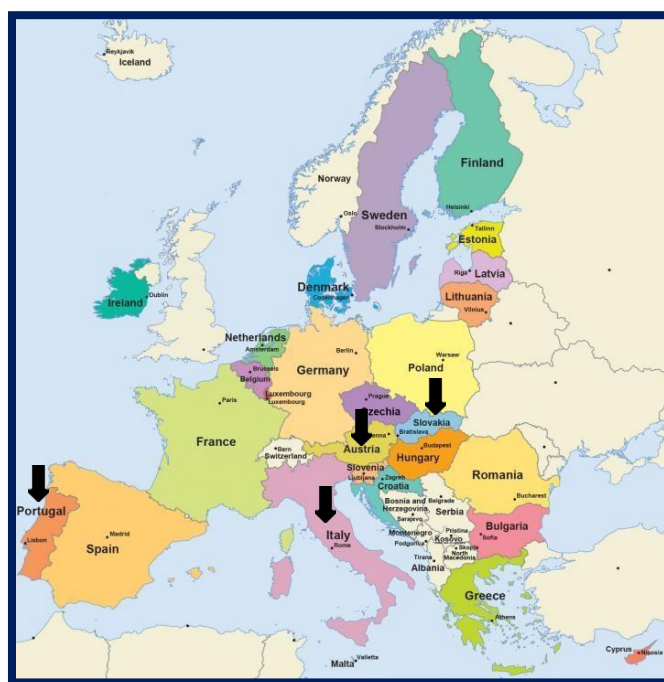 Reykjavik
Iceland
Finland
Norway
Helsinki
Oslo
Sweden
Stockholm
Tallinn
Estonia
Riga
Latvia
Denmark
Copenhagen
Lithuania
Vilnius
Ireland
Dublin
Netherlands
Amsterdam
Berlin
Warsaw
Poland
Brussels
Belgium
Germany
Luxembourg
Luxembourg
Prague
Czechia
Paris
France
Slovakia
Bratislava
Austria
Bern
Switzerland
Budapest
Hungary
Slovenia
Ljubljana
Zagreb
Croatia
Romania
Bucharest
Bosnia and
Herzegovina
Sarajevo
Belgrade
Serbia
Portugal
Lisbon
Madrid
Spain
Italy
Rome
Montenegro
Podgorica
Pristina
Kosovo
Skopje
North
Macedonia
Sofia
Bulgaria
Tirana
Albania
Greece
Athens
Malta
Valletta
Cyprus
Nicosia